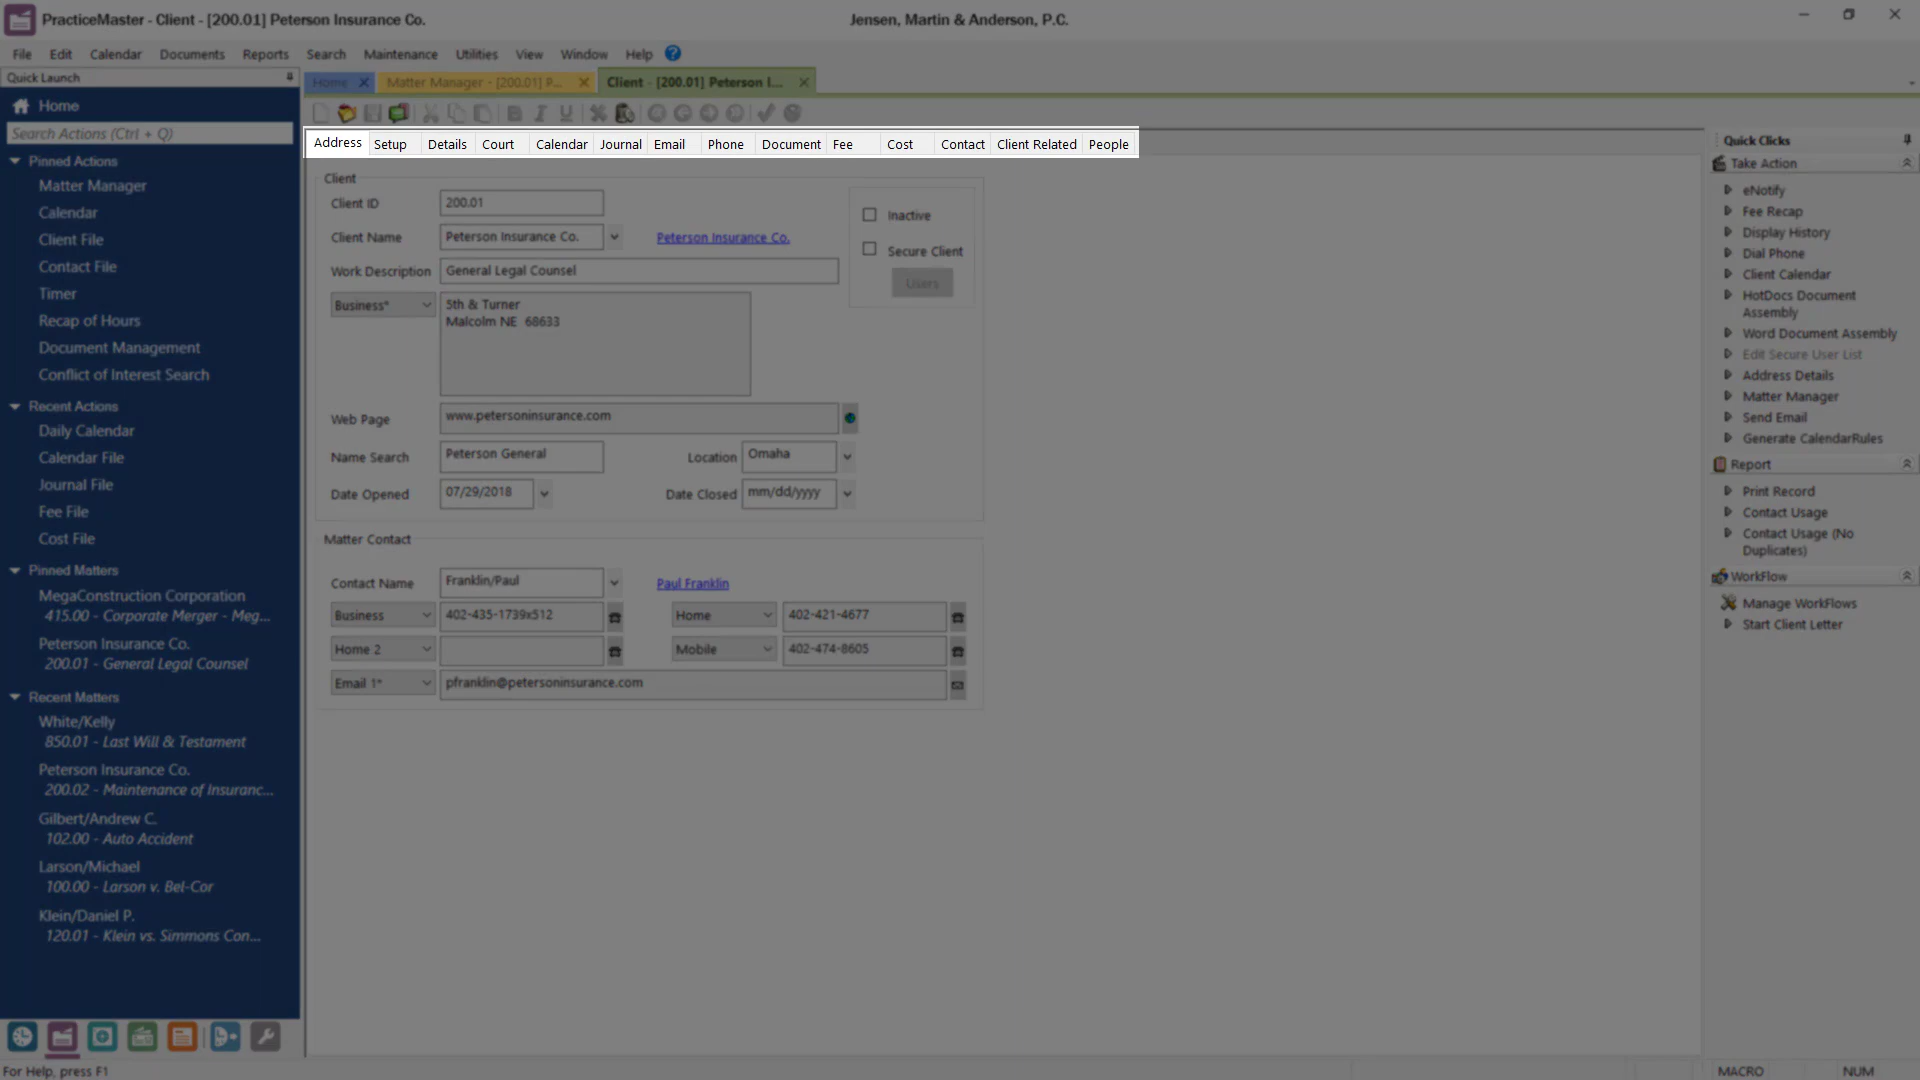 PracticeMaster - Client - [200.01] Peterson Insurance Co.
Jensen, Martin & Anderson, P.C.
File Edit Calendar Documents Reports Search Maintenance Utilities View Window Help
Quick Launch
Home
Matter Manager - [200.01] P...
Client - [200.01] Peterson I...
Home
Search Actions (Ctrl + Q)
Pinned Actions
Matter Manager
Calendar
Client File
Contact File
Timer
Recap of Hours
Document Management
Conflict of Interest Search
Recent Actions
Daily Calendar
Calendar File
Journal File
Fee File
Cost File
Pinned Matters
MegaConstruction Corporation
415.00 - Corporate Merger - Meg...
Peterson Insurance Co.
200.01 - General Legal Counsel
Recent Matters
White/Kelly
850.01 - Last Will & Testament
Peterson Insurance Co.
200.02 - Maintenance of Insuranc...
Gilbert/Andrew C.
102.00 - Auto Accident
Larson/Michael
100.00 - Larson v. Bel-Cor
Klein/Daniel P.
120.01 - Klein vs. Simmons Con...
Address Setup Details Court Calendar Journal Email Phone Document Fee Cost Contact Client Related People
Client
Client ID 200.01
Inactive
Client Name Peterson Insurance Co. Peterson Insurance Co.
Secure Client
Work Description General Legal Counsel
Users
Business* 5th & Turner
Malcolm NE 68633
Web Page www.petersoninsurance.com
Name Search Peterson General Location Omaha
Date Opened 07/29/2018 Date Closed mm/dd/yyyy
Matter Contact
Contact Name Franklin/Paul Paul Franklin
Business 402-435-1739x512 Home 402-421-4677
Home 2 Mobile 402-474-8605
Email 1* pfranklin@petersoninsurance.com
Quick Clicks
Take Action
eNotify
Fee Recap
Display History
Dial Phone
Client Calendar
HotDocs Document
Assembly
Word Document Assembly
Edit Secure User List
Address Details
Matter Manager
Send Email
Generate CalendarRules
Report
Print Record
Contact Usage
Contact Usage (No
Duplicates)
WorkFlow
Manage WorkFlows
Start Client Letter
For Help, press F1
MACRO
NUM